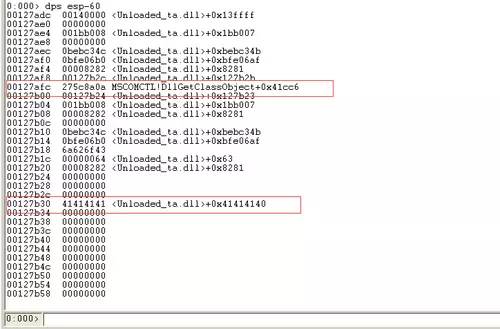 0:000> dps esp-60
00127adc  00140000 <Unloaded_ta.dll>+0x13ffff
00127ae0  00000000
00127ae4  001bb008 <Unloaded_ta.dll>+0x1bb007
00127ae8  00000000
00127aec  0bebc34c <Unloaded_ta.dll>+0xbebc34b
00127af0  0bfe06b0 <Unloaded_ta.dll>+0xbfe06af
00127af4  00008282 <Unloaded_ta.dll>+0x8281
00127af8  00127b2c <Unloaded_ta.dll>+0x127b2b
00127afc  275c8a0a MSCOMCTL!DllGetClassObject+0x41cc6
00127b00  00127b24 <Unloaded_ta.dll>+0x127b23
00127b04  001bb008 <Unloaded_ta.dll>+0x1bb007
00127b08  00008282 <Unloaded_ta.dll>+0x8281
00127b0c  00000000
00127b10  0bebc34c <Unloaded_ta.dll>+0xbebc34b
00127b14  0bfe06b0 <Unloaded_ta.dll>+0xbfe06af
00127b18  6a626f43
00127b1c  00000064 <Unloaded_ta.dll>+0x63
00127b20  00008282 <Unloaded_ta.dll>+0x8281
00127b24  00000000
00127b28  00000000
00127b2c  00000000
00127b30  41414141 <Unloaded_ta.dll>+0x41414140
00127b34  00000000
00127b38  00000000
00127b3c  00000000
00127b40  00000000
00127b44  00000000
00127b48  00000000
00127b4c  00000000
00127b50  00000000
00127b54  00000000
00127b58  00000000
0:000>